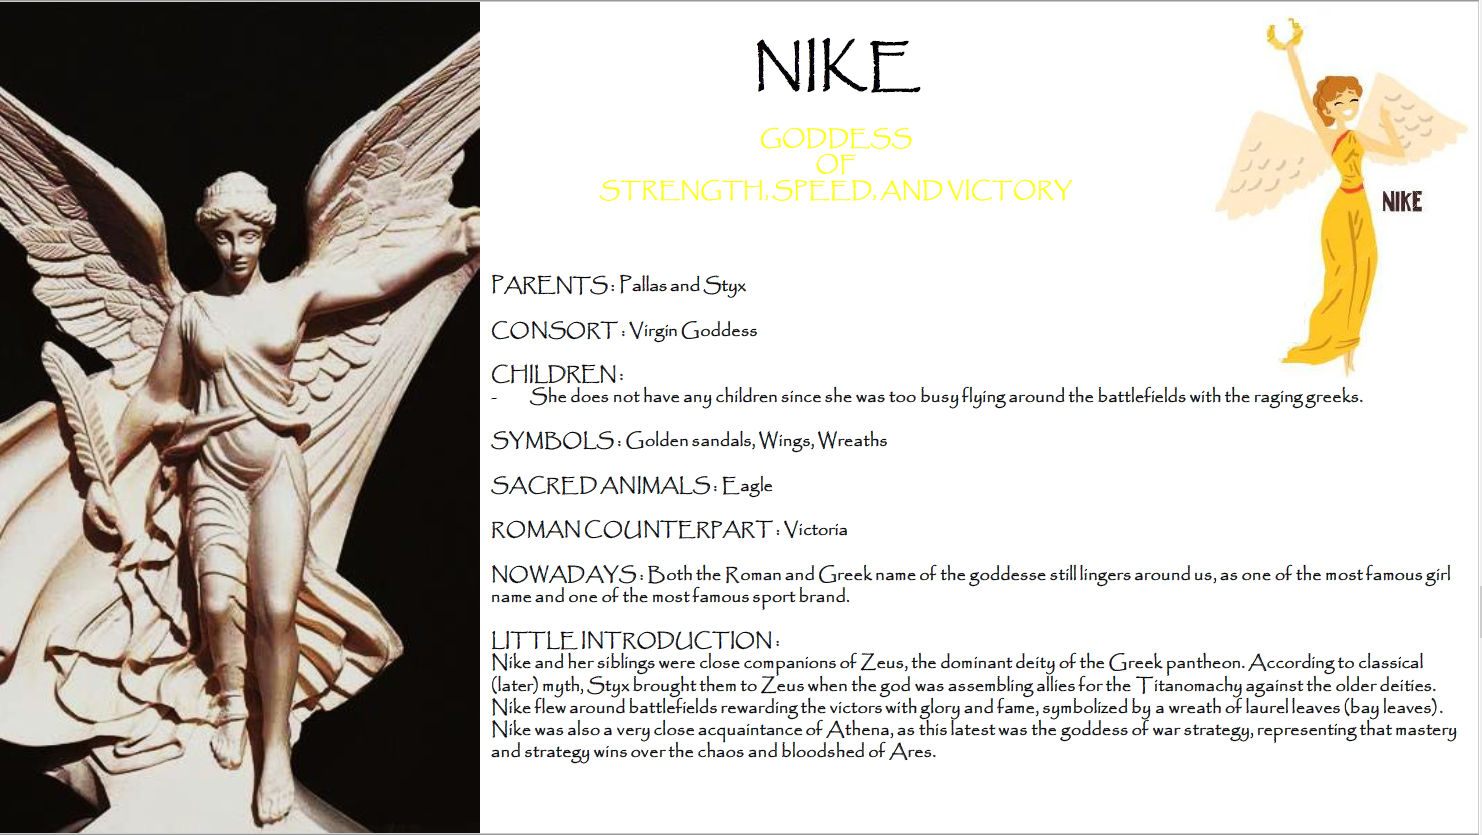 NIKE
GODDESS
OF
STRENGTH, SPEED, AND VICTORY
NIKE
PARENTS : Pallas and Styx
CONSORT : Virgin Goddess
CHILDREN :
- She does not have any children since she was too busy flying around the battlefields with the raging greeks.
SYMBOLS : Golden sandals, Wings, Wreaths
SACRED ANIMALS : Eagle
ROMAN COUNTERPART : Victoria
NOWADAYS : Both the Roman and Greek name of the goddesse still lingers around us, as one of the most famous girl
name and one of the most famous sport brand.
LITTLE INTRODUCTION :
Nike and her siblings were close companions of Zeus, the dominant deity of the Greek pantheon. According to classical
(later) myth, Styx brought them to Zeus when the god was assembling allies for the Titanomachy against the older deities.
Nike flew around battlefields rewarding the victors with glory and fame, symbolized by a wreath of laurel leaves (bay leaves).
Nike was also a very close acquaintance of Athena, as this latest was the goddess of war strategy, representing that mastery
and strategy wins over the chaos and bloodshed of Ares.